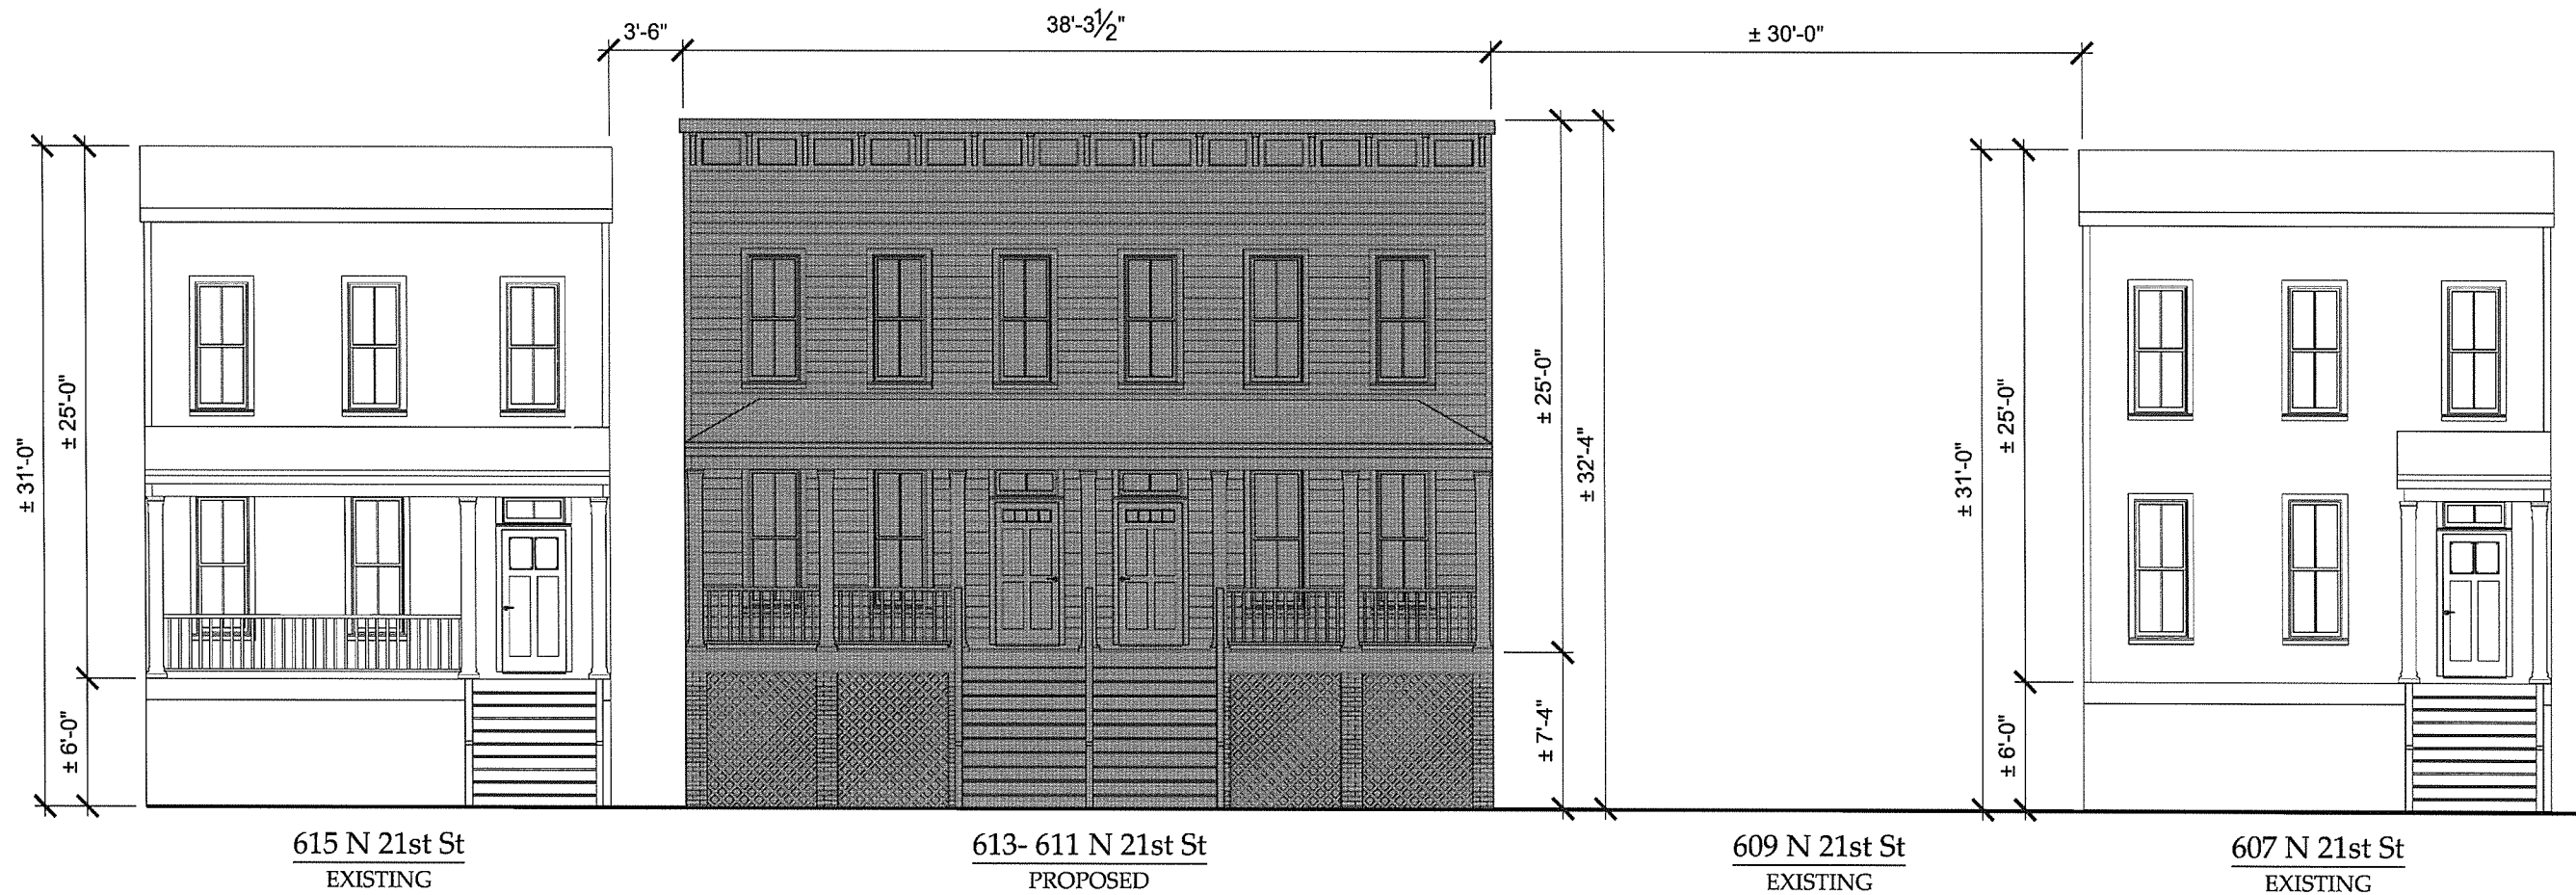 3'-6"
38'-3½"
± 30'-0"
± 31'-0"
± 25'-0"
± 6'-0"
± 25'-0"
± 32'-4"
± 7'-4"
± 31'-0"
± 25'-0"
± 6'-0"
615 N 21st St
EXISTING
613- 611 N 21st St
PROPOSED
609 N 21st St
EXISTING
607 N 21st St
EXISTING